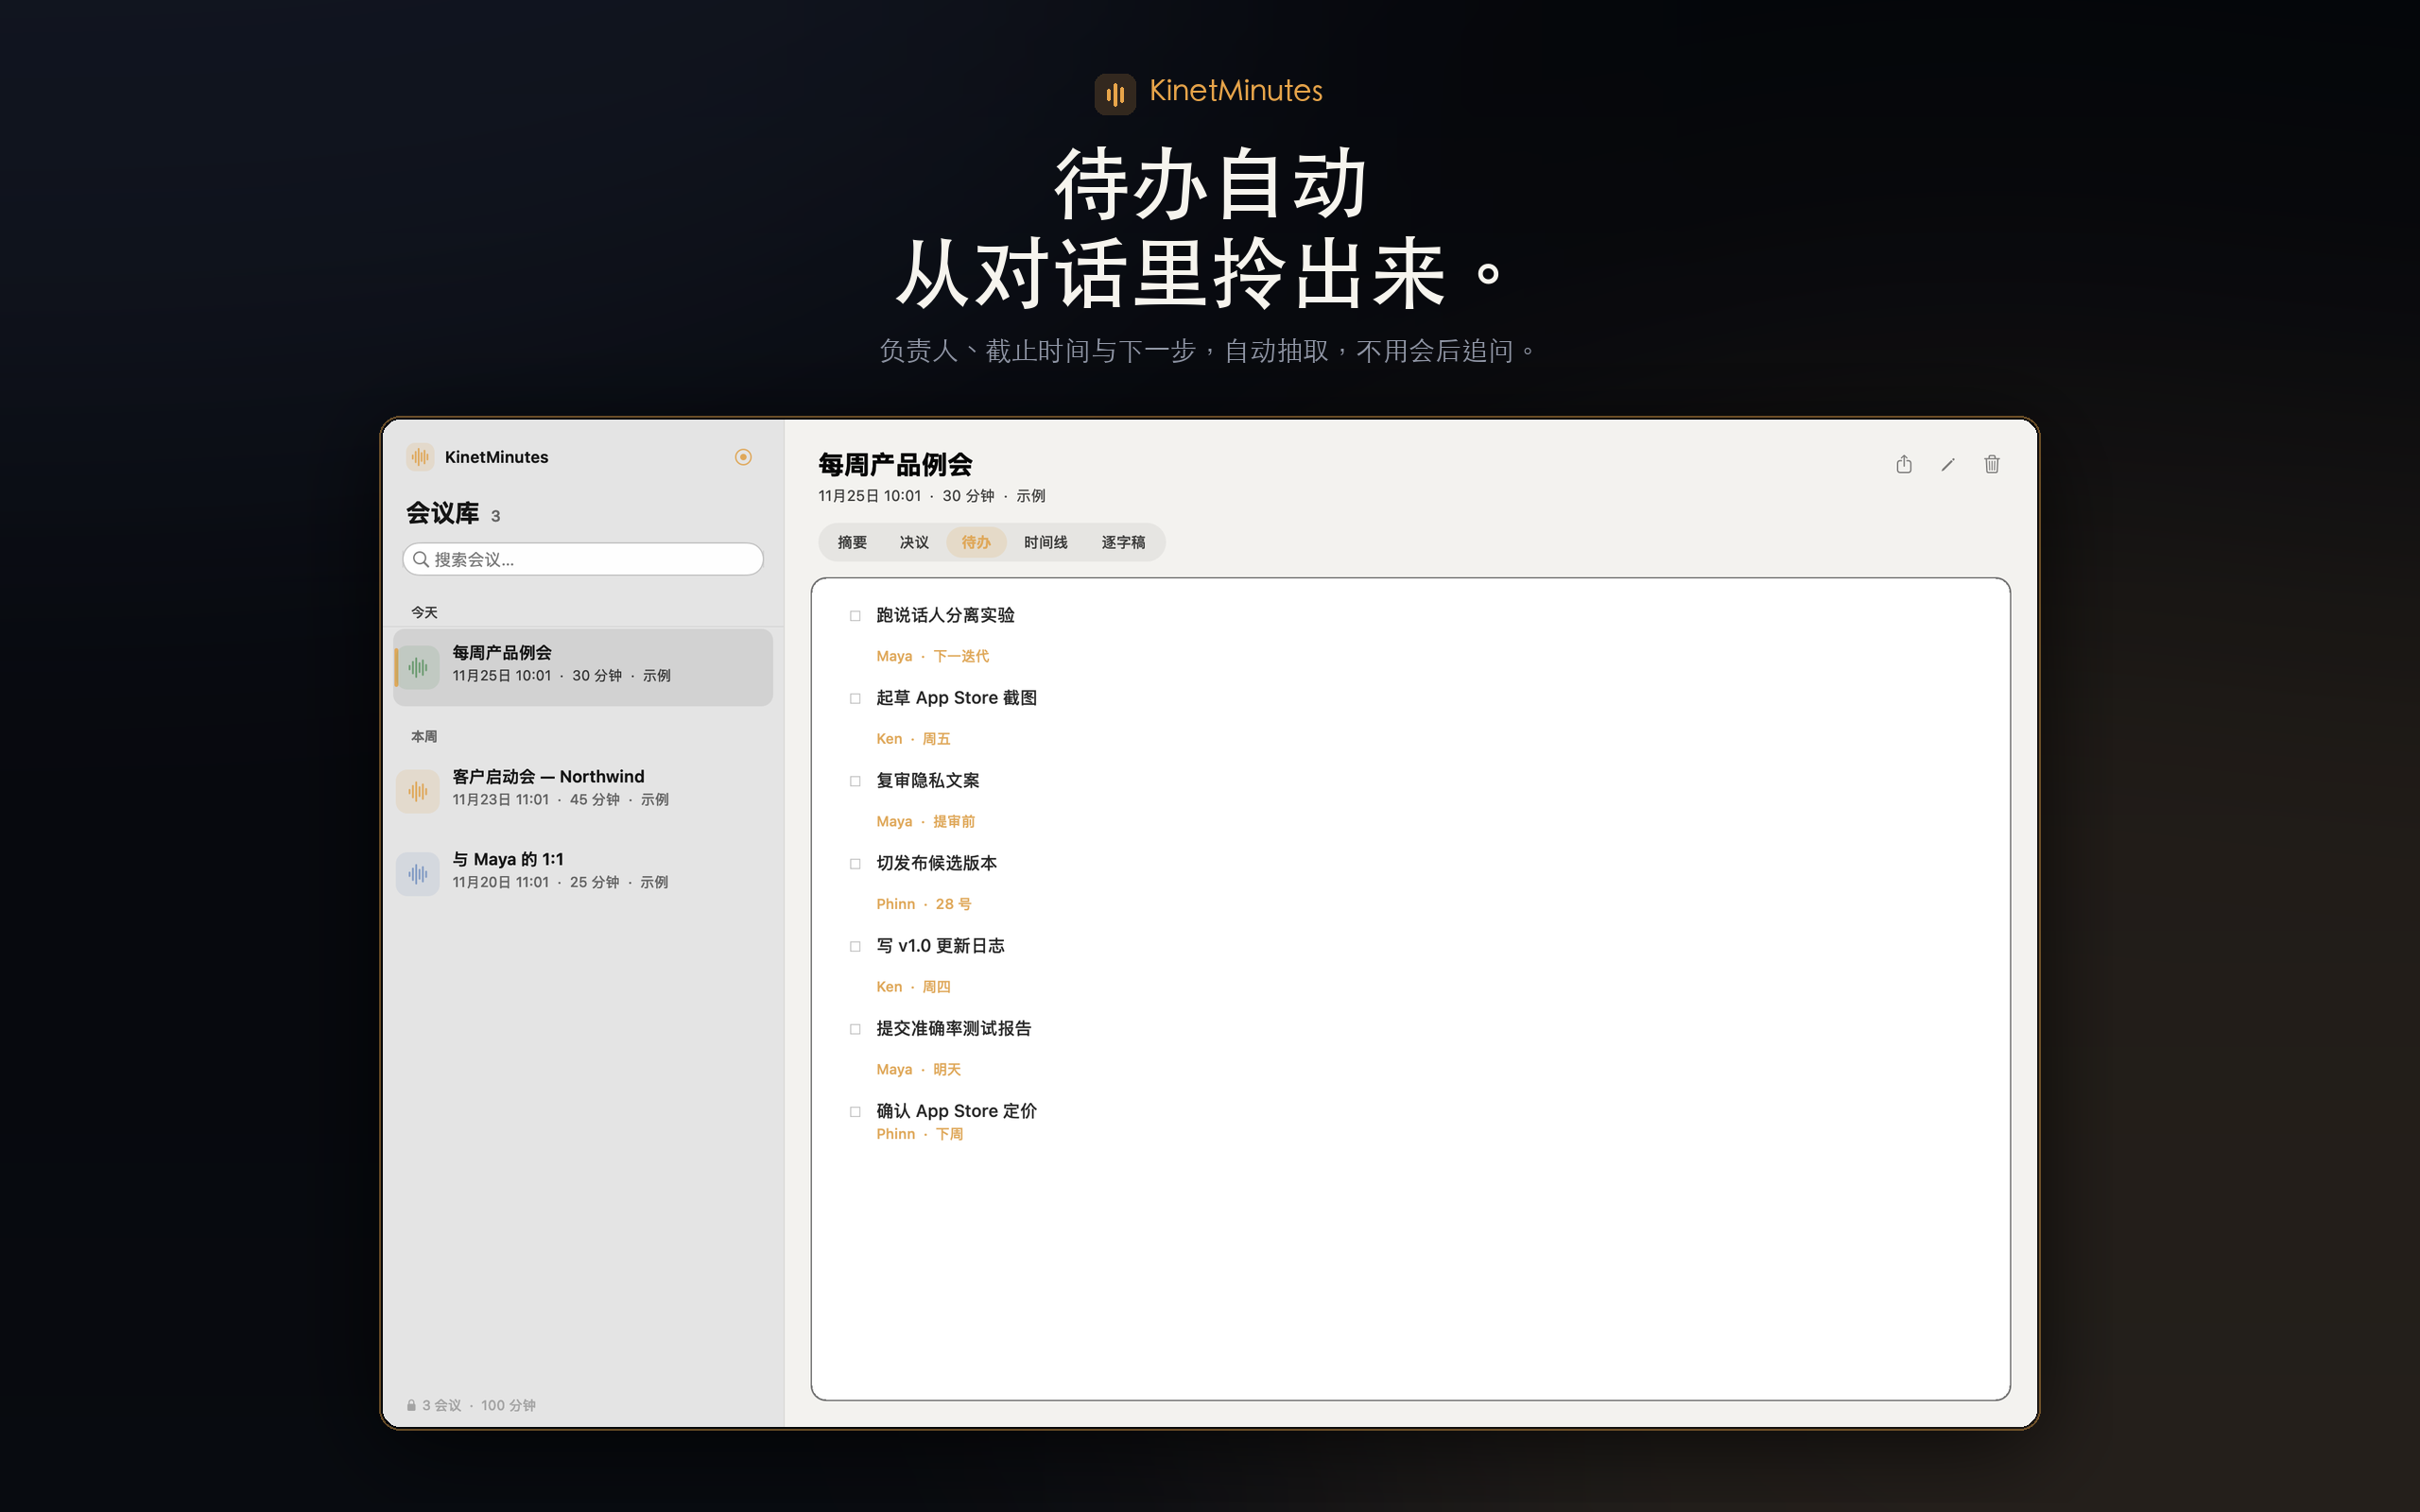 KinetMinutes
待办自动
从对话里拎出来。
负责人、截止时间与下一步，自动抽取，不用会后追问。
KinetMinutes
会议库 3
搜索会议...
今天
每周产品例会
11月25日 10:01 · 30 分钟 · 示例
本周
客户启动会 — Northwind
11月23日 11:01 · 45 分钟 · 示例
与 Maya 的 1:1
11月20日 11:01 · 25 分钟 · 示例
3 会议 · 100 分钟
每周产品例会
11月25日 10:01 · 30 分钟 · 示例
摘要 决议 待办 时间线 逐字稿
跑说话人分离实验
Maya · 下一迭代
起草 App Store 截图
Ken · 周五
复审隐私文案
Maya · 提审前
切发布候选版本
Phinn · 28 号
写 v1.0 更新日志
Ken · 周四
提交准确率测试报告
Maya · 明天
确认 App Store 定价
Phinn · 下周